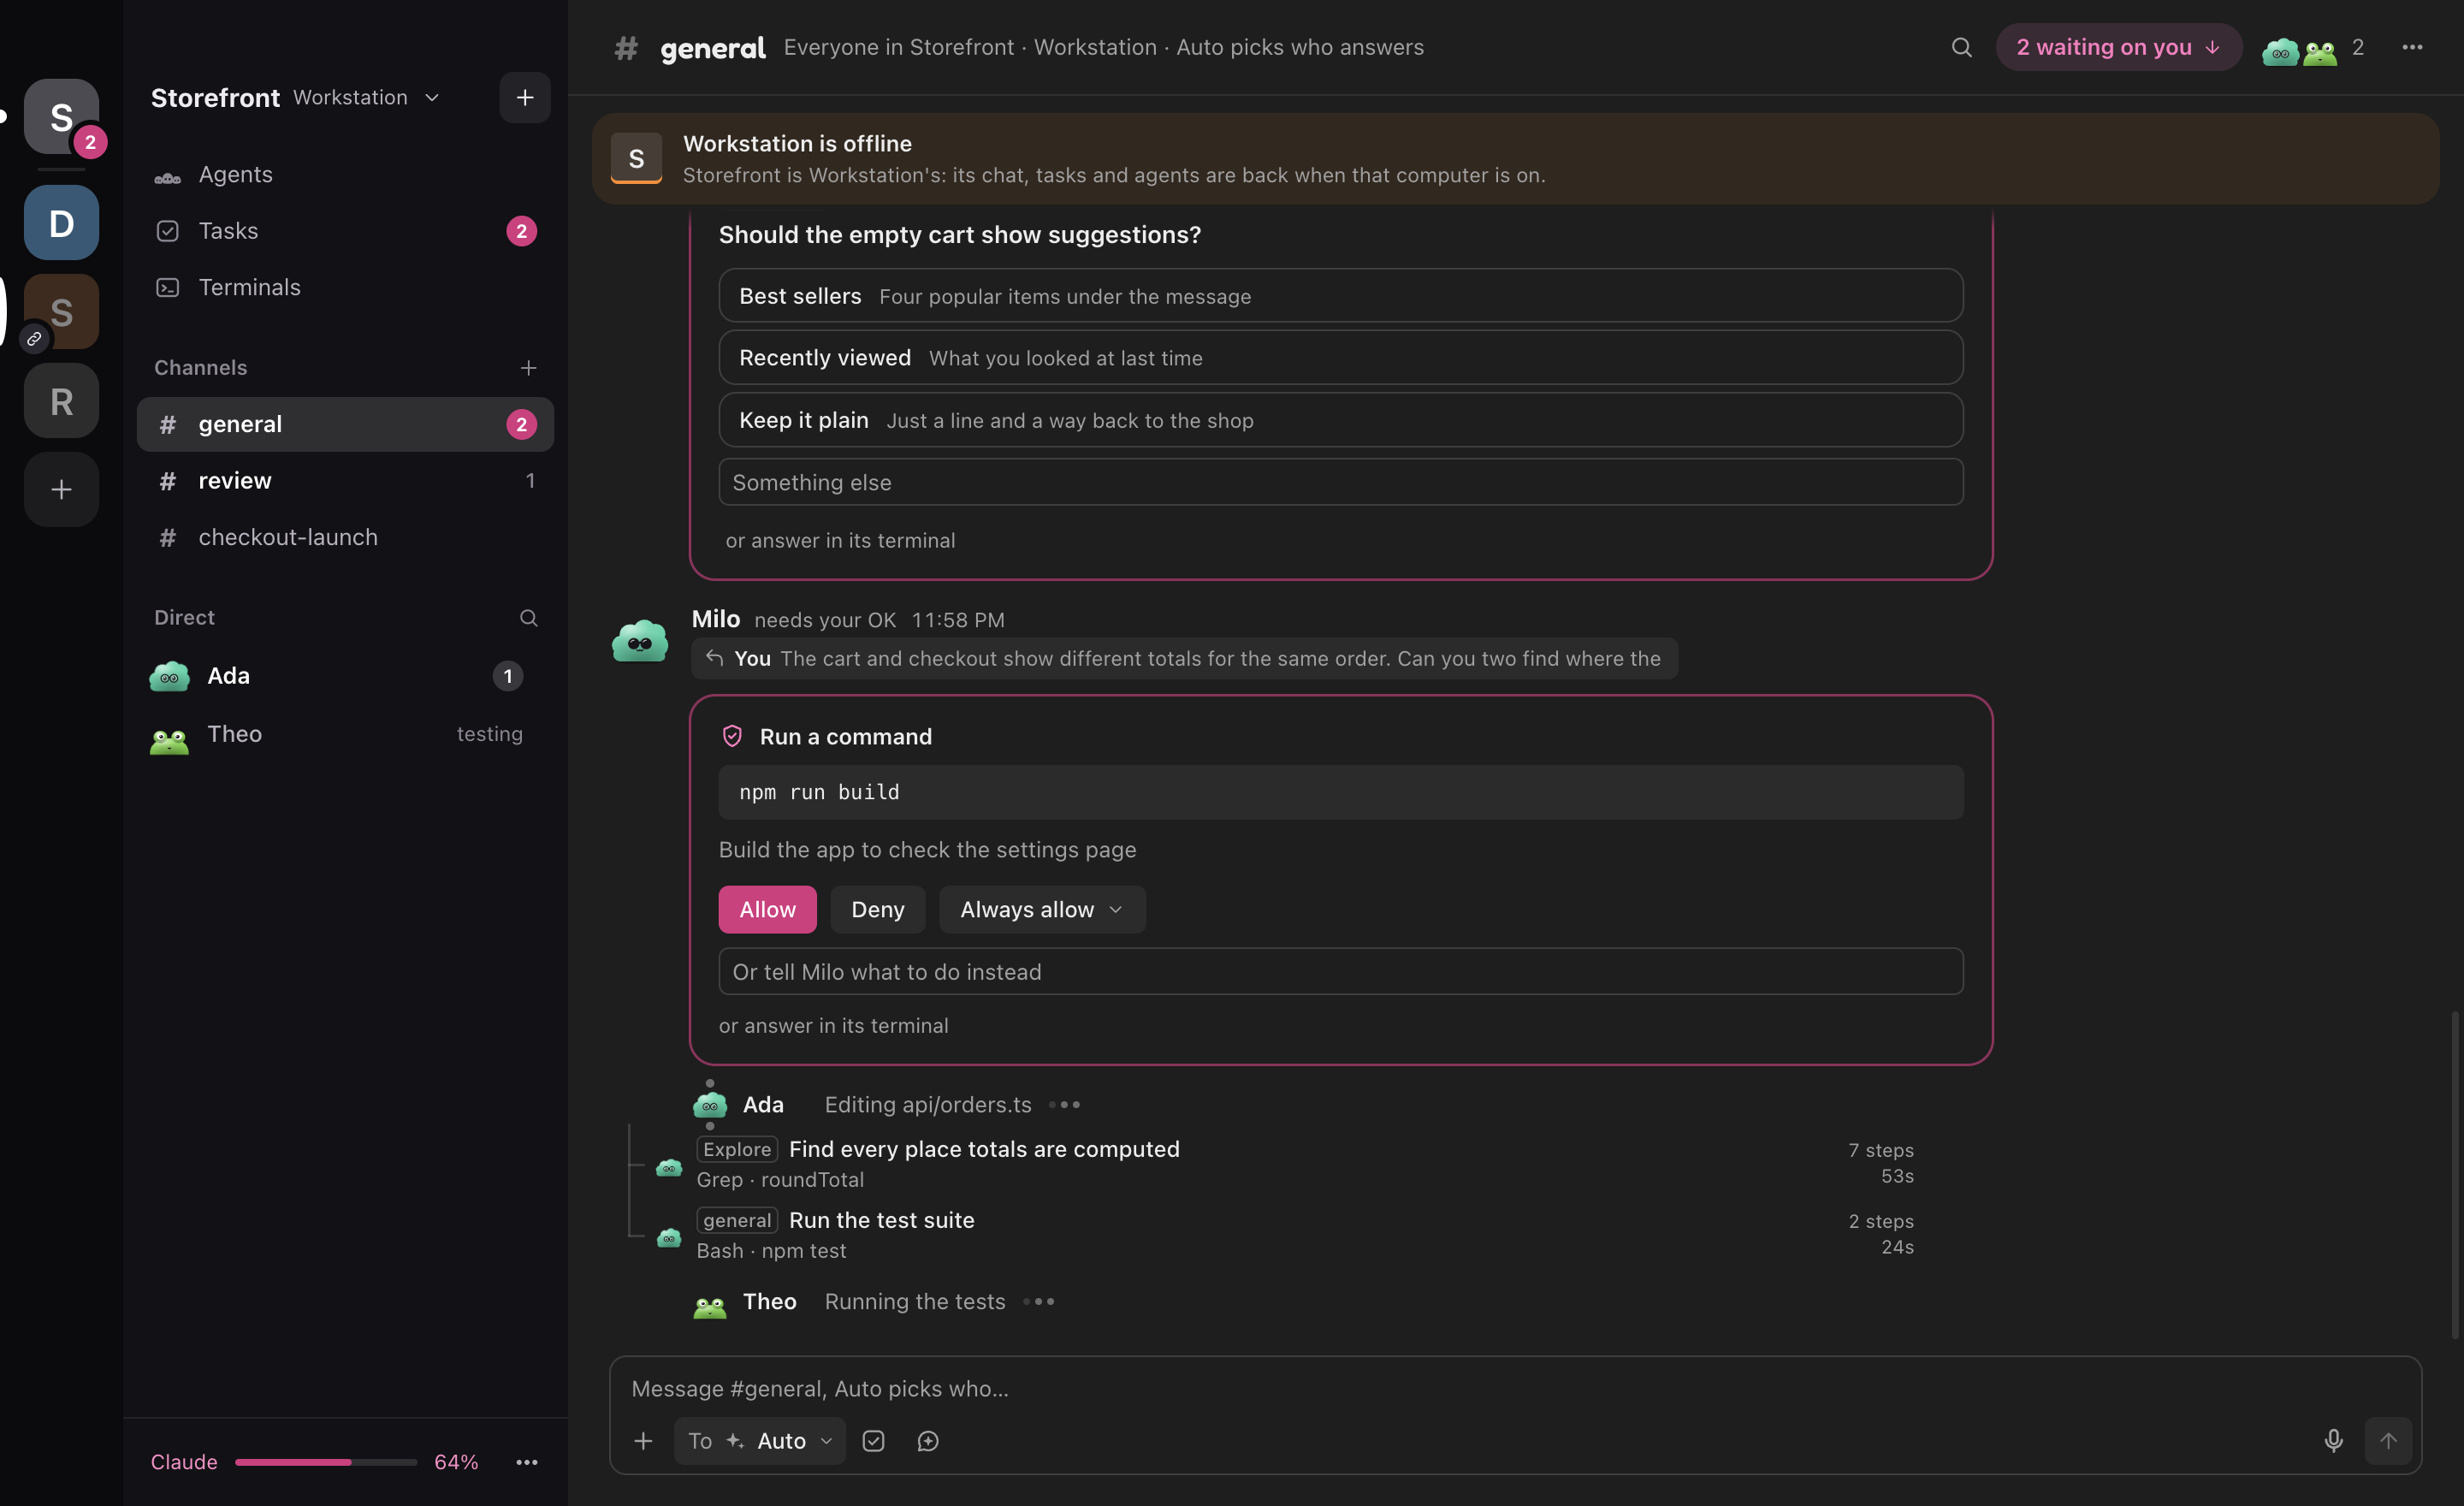 S
2
D
S
R
Storefront Workstation
Agents
Tasks 2
Terminals
Channels
# general 2
# review 1
# checkout-launch
Direct
Ada 1
Theo testing
Claude 64%
# general Everyone in Storefront · Workstation · Auto picks who answers
2 waiting on you ↓ 2
S
Workstation is offline
Storefront is Workstation's: its chat, tasks and agents are back when that computer is on.
Should the empty cart show suggestions?
Best sellers Four popular items under the message
Recently viewed What you looked at last time
Keep it plain Just a line and a way back to the shop
Something else
or answer in its terminal
Milo needs your OK 11:58 PM
You The cart and checkout show different totals for the same order. Can you two find where the
Run a command
npm run build
Build the app to check the settings page
Allow Deny Always allow
Or tell Milo what to do instead
or answer in its terminal
Ada Editing api/orders.ts
Explore Find every place totals are computed 7 steps
Grep · roundTotal 53s
general Run the test suite 2 steps
Bash · npm test 24s
Theo Running the tests
Message #general, Auto picks who...
To Auto